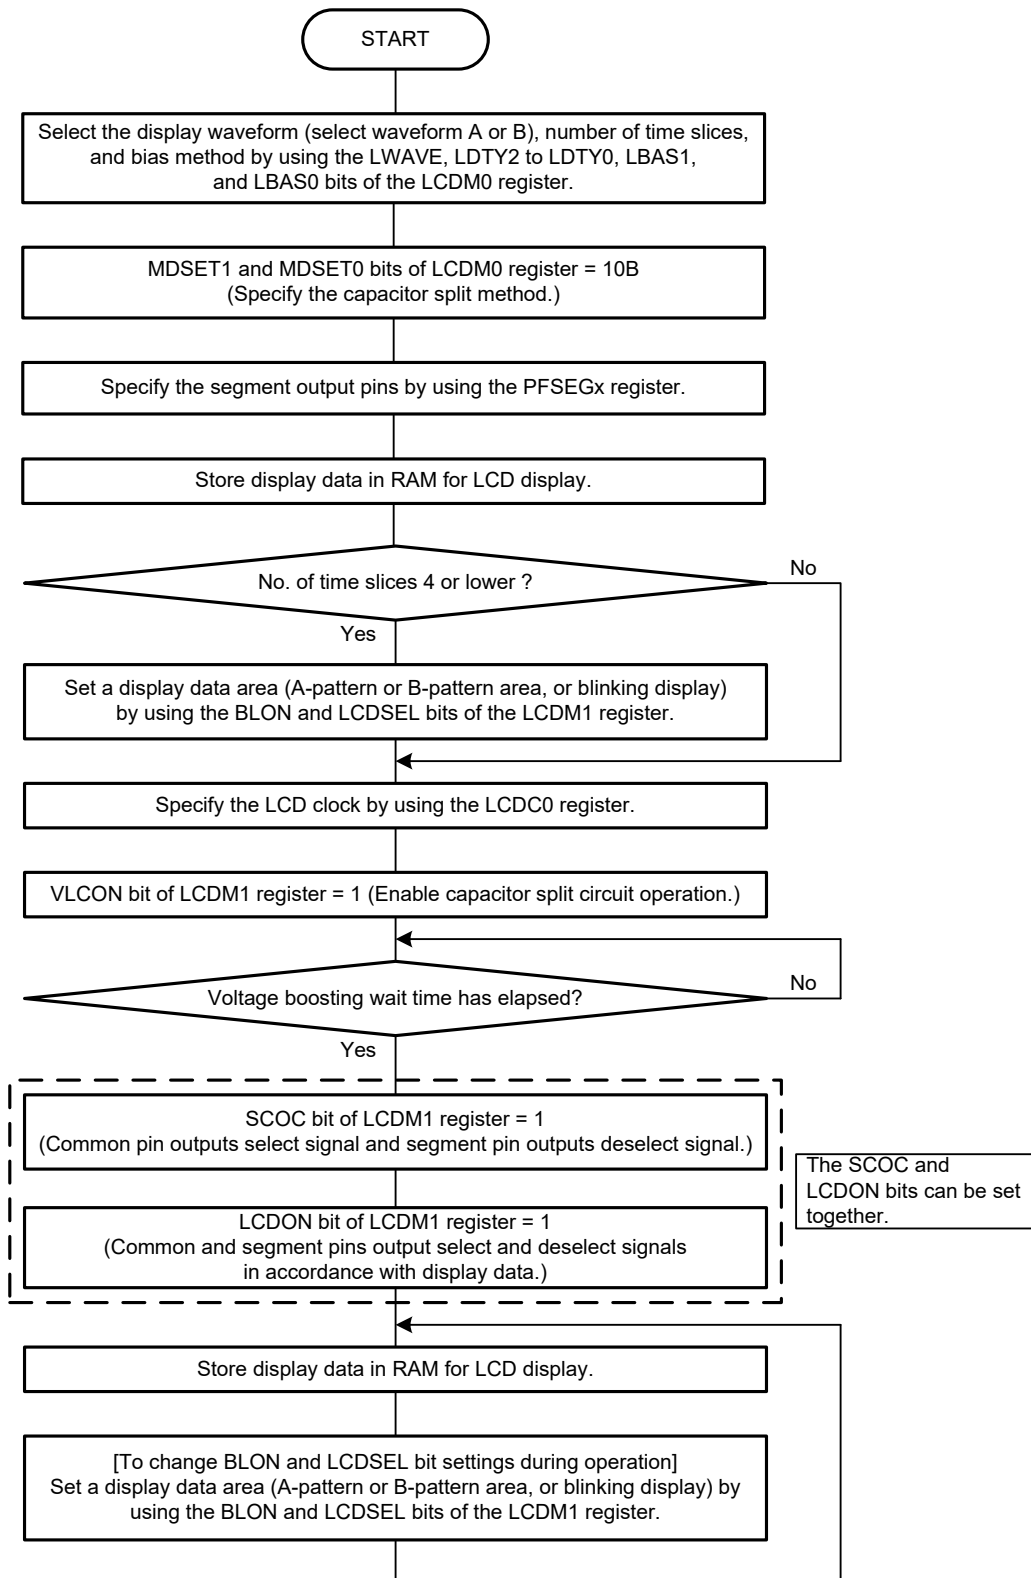 START
Select the display waveform (select waveform A or B), number of time slices,
and bias method by using the LWAVE, LDTY2 to LDTY0, LBAS1,
and LBAS0 bits of the LCDM0 register.
MDSET1 and MDSET0 bits of LCDM0 register = 10B
(Specify the capacitor split method.)
Specify the segment output pins by using the PFSEGx register.
Store display data in RAM for LCD display.
No. of time slices 4 or lower ?
No
Yes
Set a display data area (A-pattern or B-pattern area, or blinking display)
by using the BLON and LCDSEL bits of the LCDM1 register.
Specify the LCD clock by using the LCDC0 register.
VLCON bit of LCDM1 register = 1 (Enable capacitor split circuit operation.)
Voltage boosting wait time has elapsed?
No
Yes
SCOC bit of LCDM1 register = 1
(Common pin outputs select signal and segment pin outputs deselect signal.)
The SCOC and
LCDON bits can be set
together.
LCDON bit of LCDM1 register = 1
(Common and segment pins output select and deselect signals
in accordance with display data.)
Store display data in RAM for LCD display.
[To change BLON and LCDSEL bit settings during operation]
Set a display data area (A-pattern or B-pattern area, or blinking display) by
using the BLON and LCDSEL bits of the LCDM1 register.